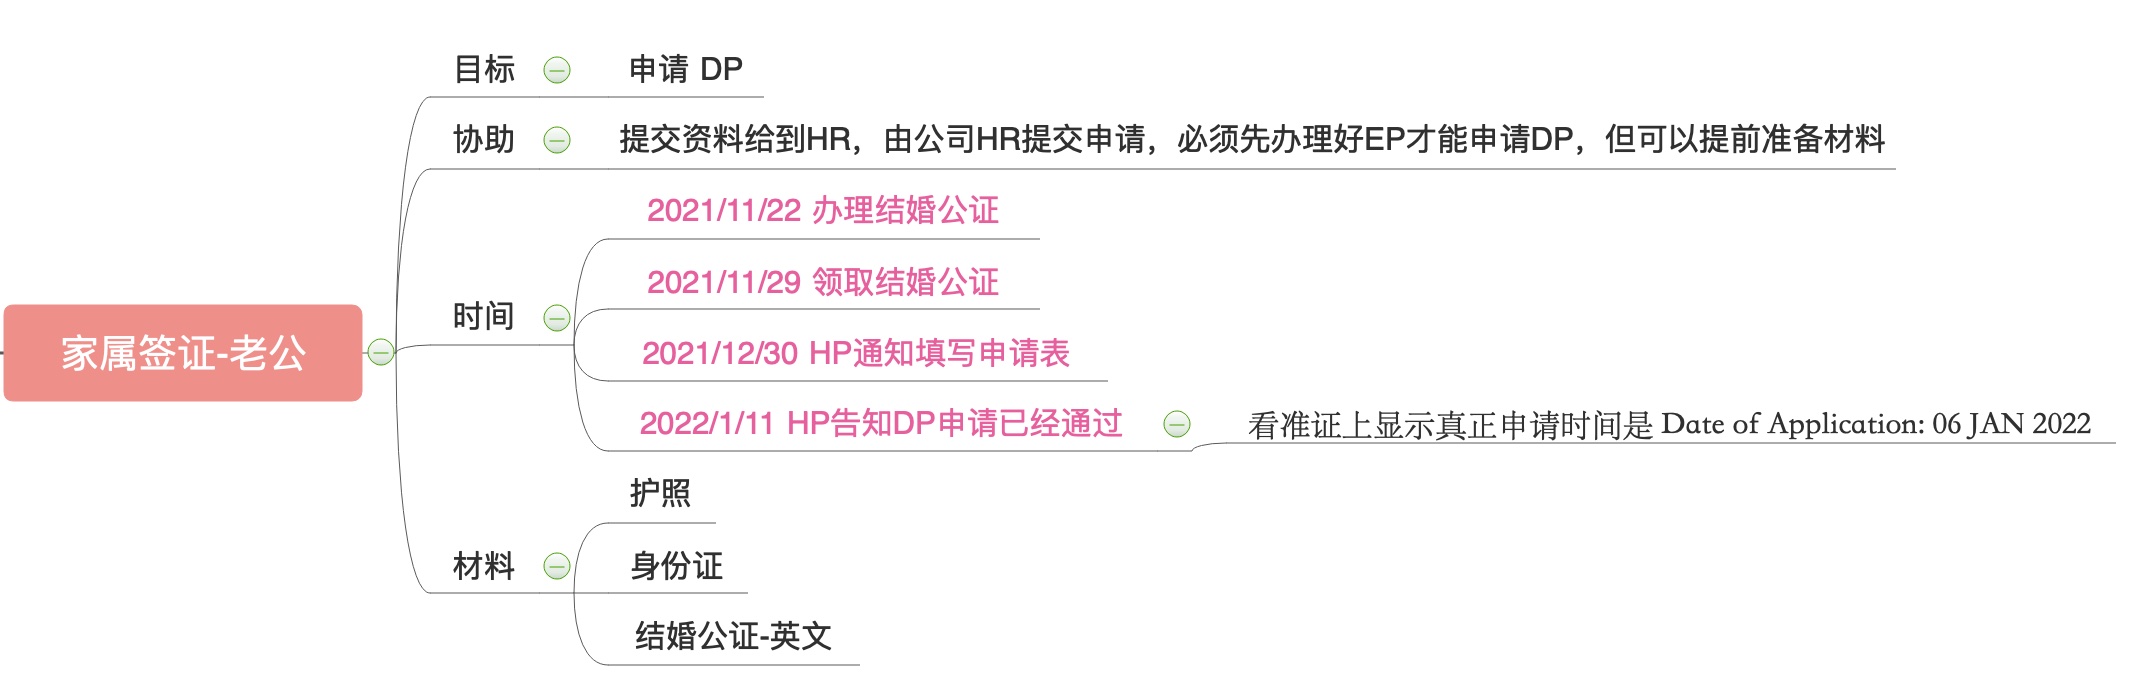 家属签证-老公
目标
申请 DP
协助
提交资料给到HR，由公司HR提交申请，必须先办理好EP才能申请DP，但可以提前准备材料
时间
2021/11/22 办理结婚公证
2021/11/29 领取结婚公证
2021/12/30 HP通知填写申请表
2022/1/11 HP告知DP申请已经通过
看准证上显示真正申请时间是 Date of Application: 06 JAN 2022
材料
护照
身份证
结婚公证-英文